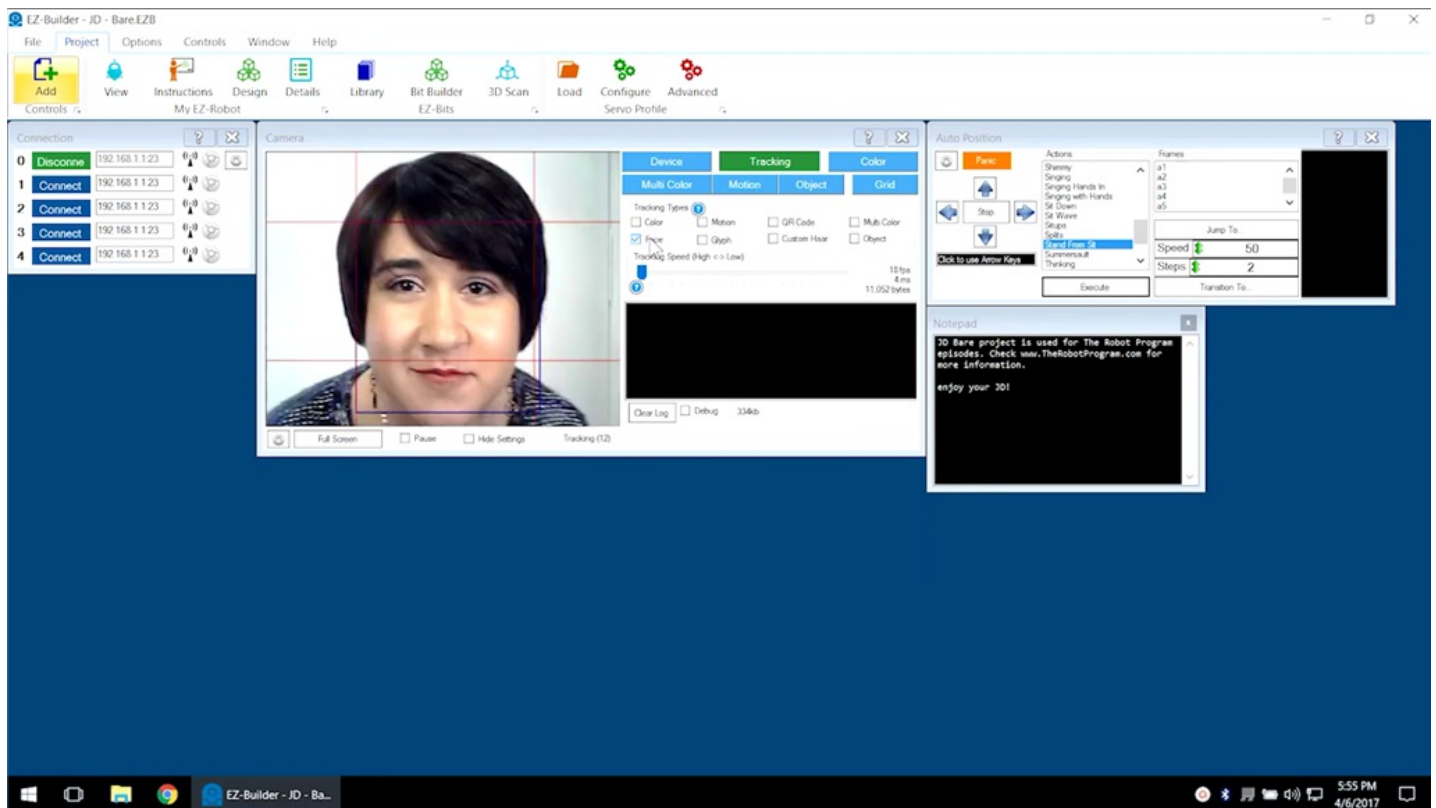 EZ-Builder - JD - Bare.EZB
File Project Options Controls Window Help
Add View Instructions Design Details Library Bit Builder 3D Scan Load Configure Advanced
Controls My EZ-Robot EZ-Bits Servo Profile
Connection
0 Disconne 192.168.1.1:23
1 Connect 192.168.1.1:23
2 Connect 192.168.1.1:23
3 Connect 192.168.1.1:23
4 Connect 192.168.1.1:23
Camera
Device Tracking Color
Multi Color Motion Object Grid
Tracking Types
Color Motion QR Code Multi Color
Face Glyph Custom Haar Object
Tracking Speed (High <-> Low)
18 fps
4 ms
11,052 bytes
Clear Log Debug 334kb
Full Screen Pause Hide Settings Tracking (12)
Auto Position
Panic
Stop
Click to use Arrow Keys
Actions
Shimmy
Singing
Singing Hands In
Singing with Hands
Sit Down
Sit Wave
Situps
Splits
Stand From Sit
Summersault
Thinking
Execute
Frames
a1
a2
a3
a4
a5
Jump To..
Speed 50
Steps 2
Transition To...
Notepad
JD Bare project is used for The Robot Program
episodes. Check www.TheRobotProgram.com for
more information.
enjoy your JD!
EZ-Builder - JD - Ba...
5:55 PM
4/6/2017